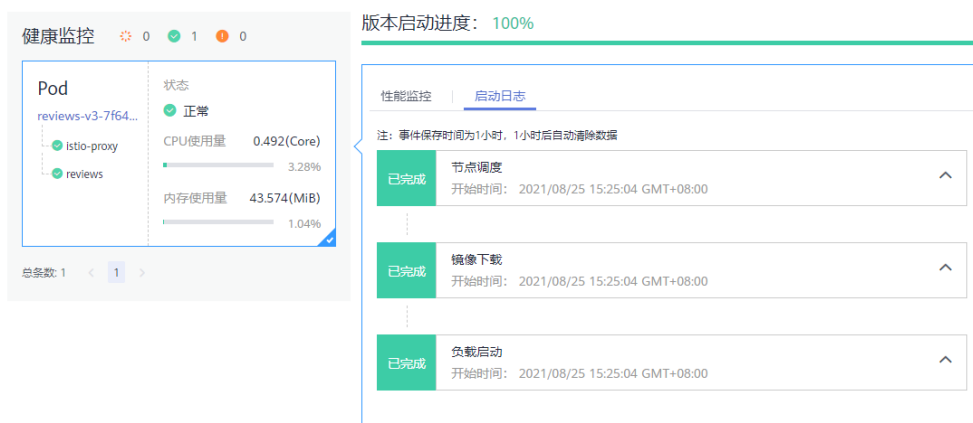 健康监控 0 1 0
Pod
reviews-v3-7f64...
istio-proxy
reviews
状态
正常
CPU使用量 0.492(Core)
3.28%
内存使用量 43.574(MiB)
1.04%
总条数: 1 < 1 >
版本启动进度： 100%
性能监控 启动日志
注：事件保存时间为1小时，1小时后自动清除数据
已完成
节点调度
开始时间： 2021/08/25 15:25:04 GMT+08:00
已完成
镜像下载
开始时间： 2021/08/25 15:25:04 GMT+08:00
已完成
负载启动
开始时间： 2021/08/25 15:25:04 GMT+08:00